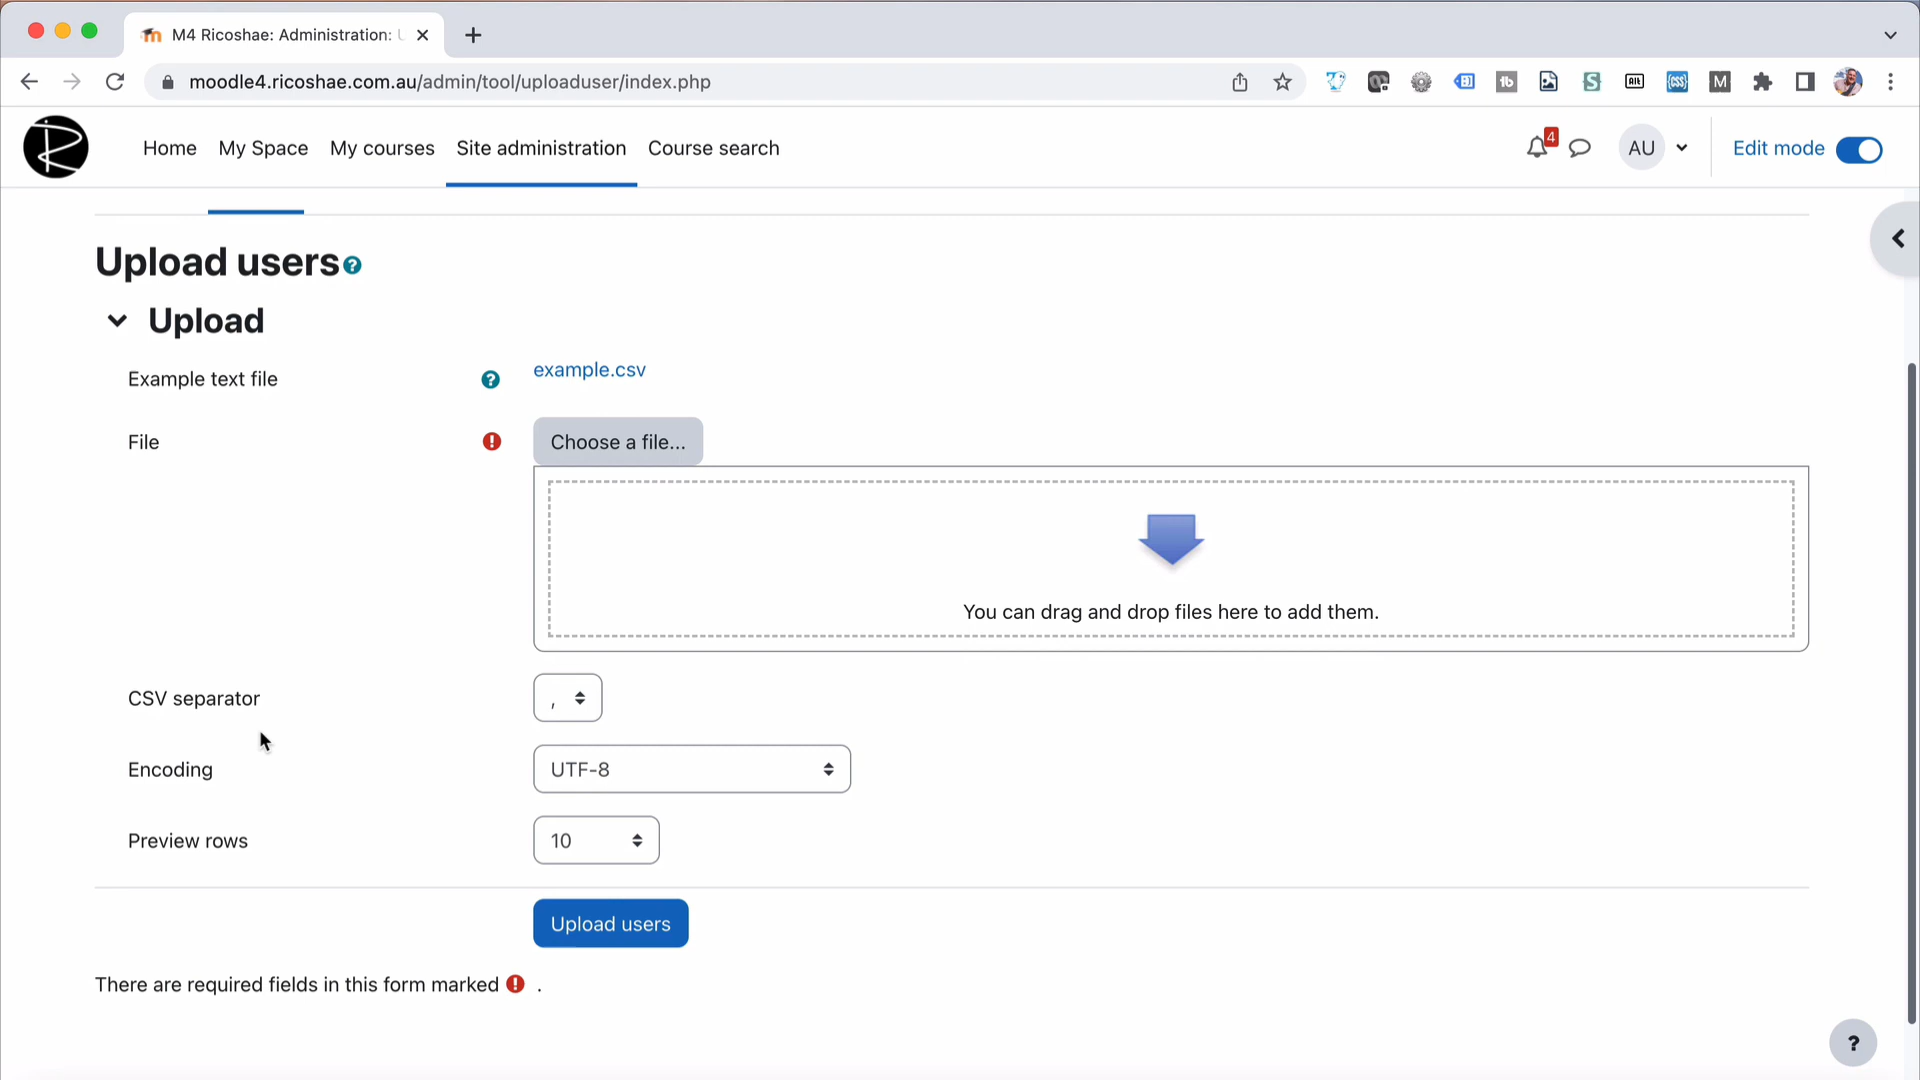 M4 Ricoshae: Administration:
moodle4.ricoshae.com.au/admin/tool/uploaduser/index.php
Home My Space My courses Site administration Course search
4
AU
Edit mode
Upload users ?
Upload
Example text file ? example.csv
File ! Choose a file...
You can drag and drop files here to add them.
CSV separator ,
Encoding UTF-8
Preview rows 10
Upload users
There are required fields in this form marked ! .
?